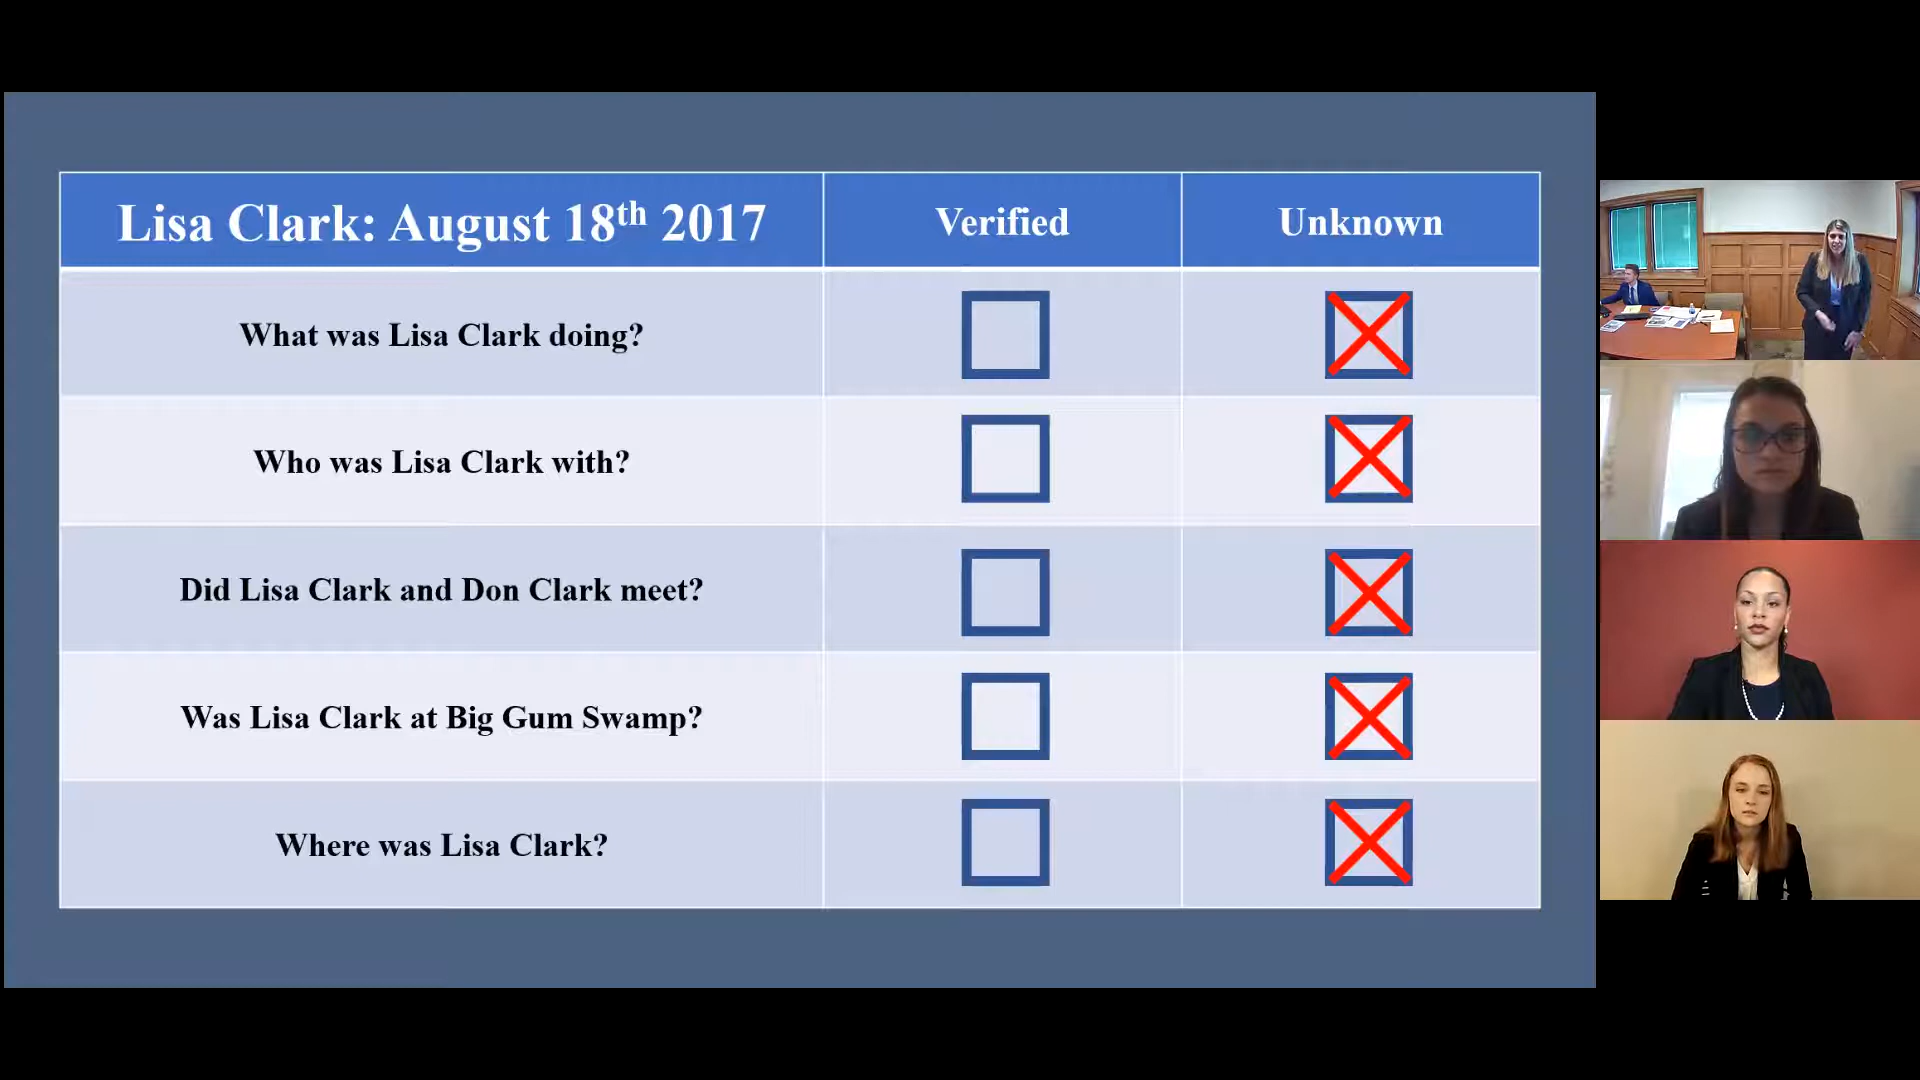 Lisa Clark: August 18th 2017 Verified Unknown
What was Lisa Clark doing?
Who was Lisa Clark with?
Did Lisa Clark and Don Clark meet?
Was Lisa Clark at Big Gum Swamp?
Where was Lisa Clark?